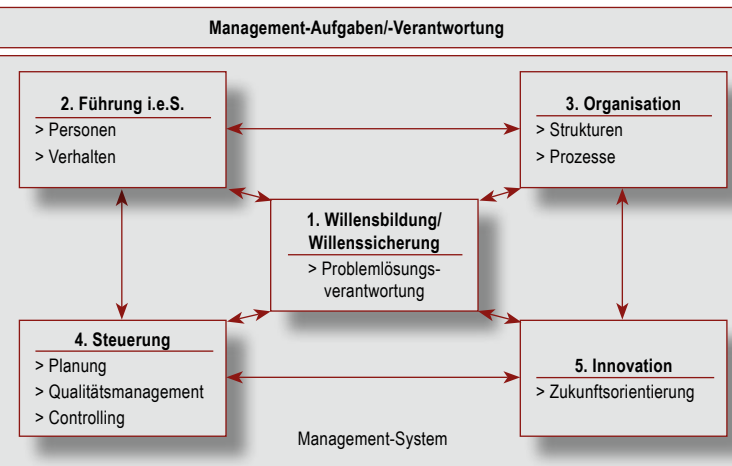 Management-Aufgaben/-Verantwortung
2. Führung i.e.S.
> Personen
> Verhalten
3. Organisation
> Strukturen
> Prozesse
1. Willensbildung/
Willenssicherung
> Problemlösungs-
verantwortung
4. Steuerung
> Planung
> Qualitätsmanagement
> Controlling
5. Innovation
> Zukunftsorientierung
Management-System